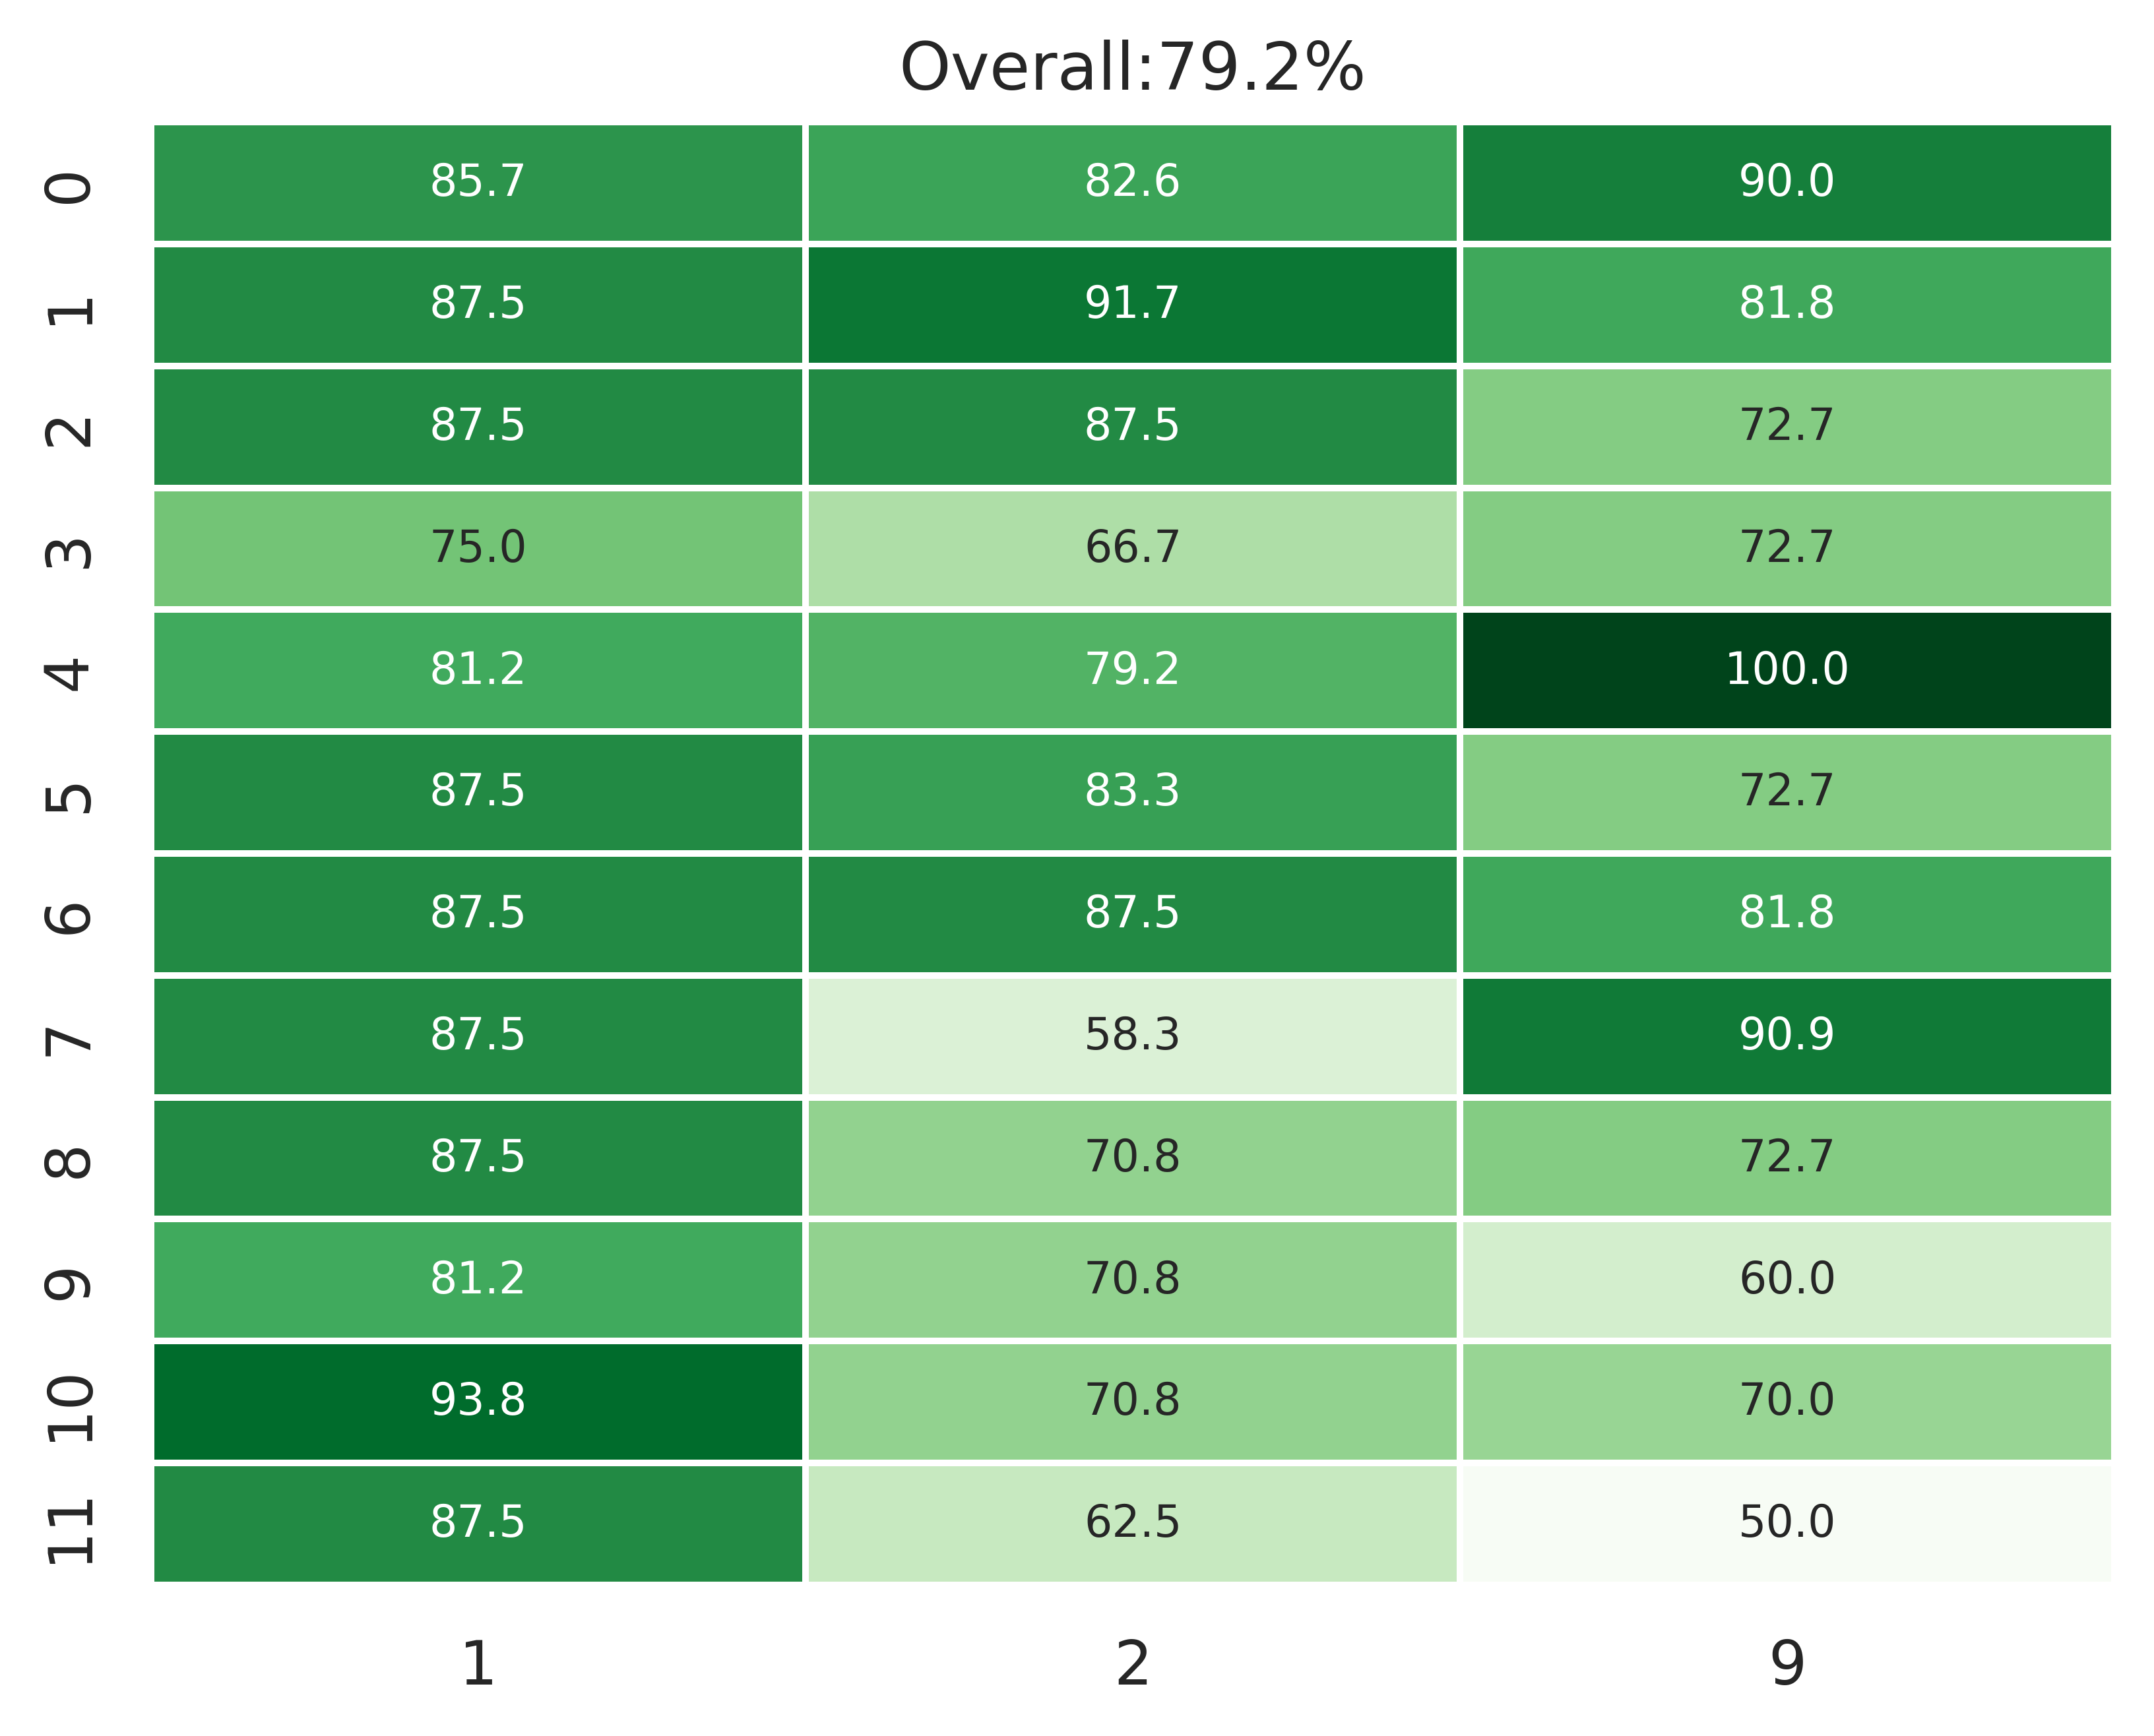 Overall:79.2%
0 85.7 82.6 90.0
1 87.5 91.7 81.8
2 87.5 87.5 72.7
3 75.0 66.7 72.7
4 81.2 79.2 100.0
5 87.5 83.3 72.7
6 87.5 87.5 81.8
7 87.5 58.3 90.9
8 87.5 70.8 72.7
9 81.2 70.8 60.0
10 93.8 70.8 70.0
11 87.5 62.5 50.0
1 2 9